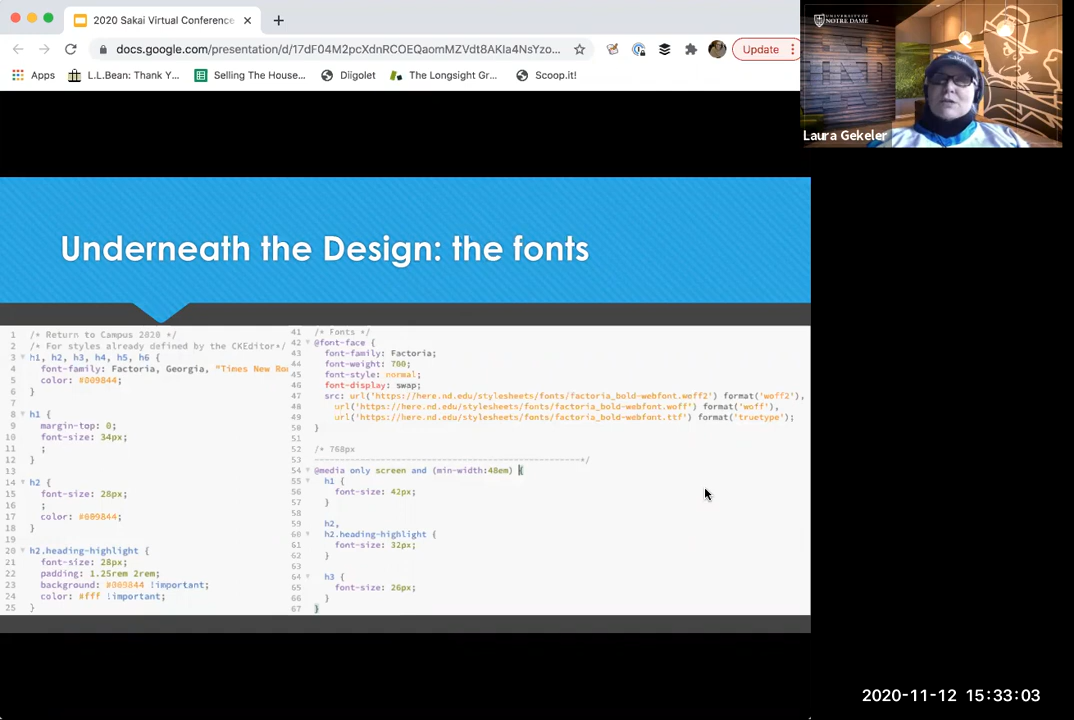 2020 Sakai Virtual Conference
docs.google.com/presentation/d/17dF04M2pcXdnRCOEQaomMZVdt8AKla4NsYzo...
Update
Apps
L.L.Bean: Thank Y...
Selling The House...
Diigolet
The Longsight Gr...
Scoop.it!
UNIVERSITY OF
NOTRE DAME
Laura Gekeler
Underneath the Design: the fonts
1 /* Return to Campus 2020 */
2 /* For styles already defined by the CKEditor*/
3 h1, h2, h3, h4, h5, h6 {
4 font-family: Factoria, Georgia, "Times New Ro
5 color: #009844;
6 }
7
8 h1 {
9 margin-top: 0;
10 font-size: 34px;
11 ;
12 }
13
14 h2 {
15 font-size: 28px;
16 ;
17 color: #009844;
18 }
19
20 h2.heading-highlight {
21 font-size: 28px;
22 padding: 1.25rem 2rem;
23 background: #009844 !important;
24 color: #fff !important;
25 }
41 /* Fonts */
42 @font-face {
43 font-family: Factoria;
44 font-weight: 700;
45 font-style: normal;
46 font-display: swap;
47 src: url('https://here.nd.edu/stylesheets/fonts/factoria_bold-webfont.woff2') format('woff2'),
48 url('https://here.nd.edu/stylesheets/fonts/factoria_bold-webfont.woff') format('woff'),
49 url('https://here.nd.edu/stylesheets/fonts/factoria_bold-webfont.ttf') format('truetype');
50 }
51
52 /* 768px
53 --------------------------------------------------*/
54 @media only screen and (min-width:48em) {
55 h1 {
56 font-size: 42px;
57 }
58
59 h2,
60 h2.heading-highlight {
61 font-size: 32px;
62 }
63
64 h3 {
65 font-size: 26px;
66 }
67 }
2020-11-12 15:33:03